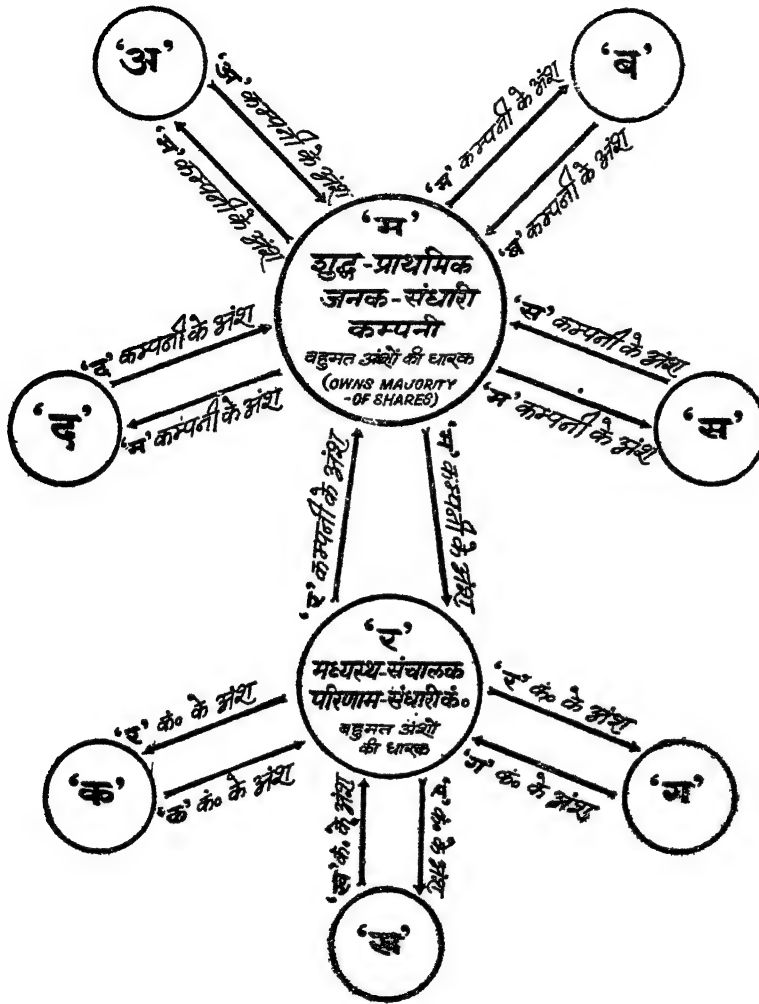 ‘अ’
‘ब’
‘अ’ कम्पनी के अंश
‘म’ कम्पनी के अंश
‘म’ कम्पनी के अंश
‘ब’ कम्पनी के अंश
‘म’
शुद्ध-प्राथमिक
जनक-संधारी
कम्पनी
बहुमत अंशों की धारक
(OWNS MAJORITY
-OF SHARES)
कम्पनी के अंश
‘म’ कम्पनी के अंश
‘स’ कम्पनी के अंश
‘म’ कम्पनी के अंश
‘स’
‘र’ कम्पनी के अंश
‘म’ कम्पनी के अंश
‘र’
मध्यस्थ-संचालक
परिणाम-संधारी कं०
बहुमत अंशों
की धारक
‘र’ कं० के अंश
‘क’ कं० के अंश
‘क’
‘र’ कं० के अंश
‘ग’ कं० के अंश
‘ग’
‘ख’ कं० के अंश
‘र’ कं० के अंश
‘ख’